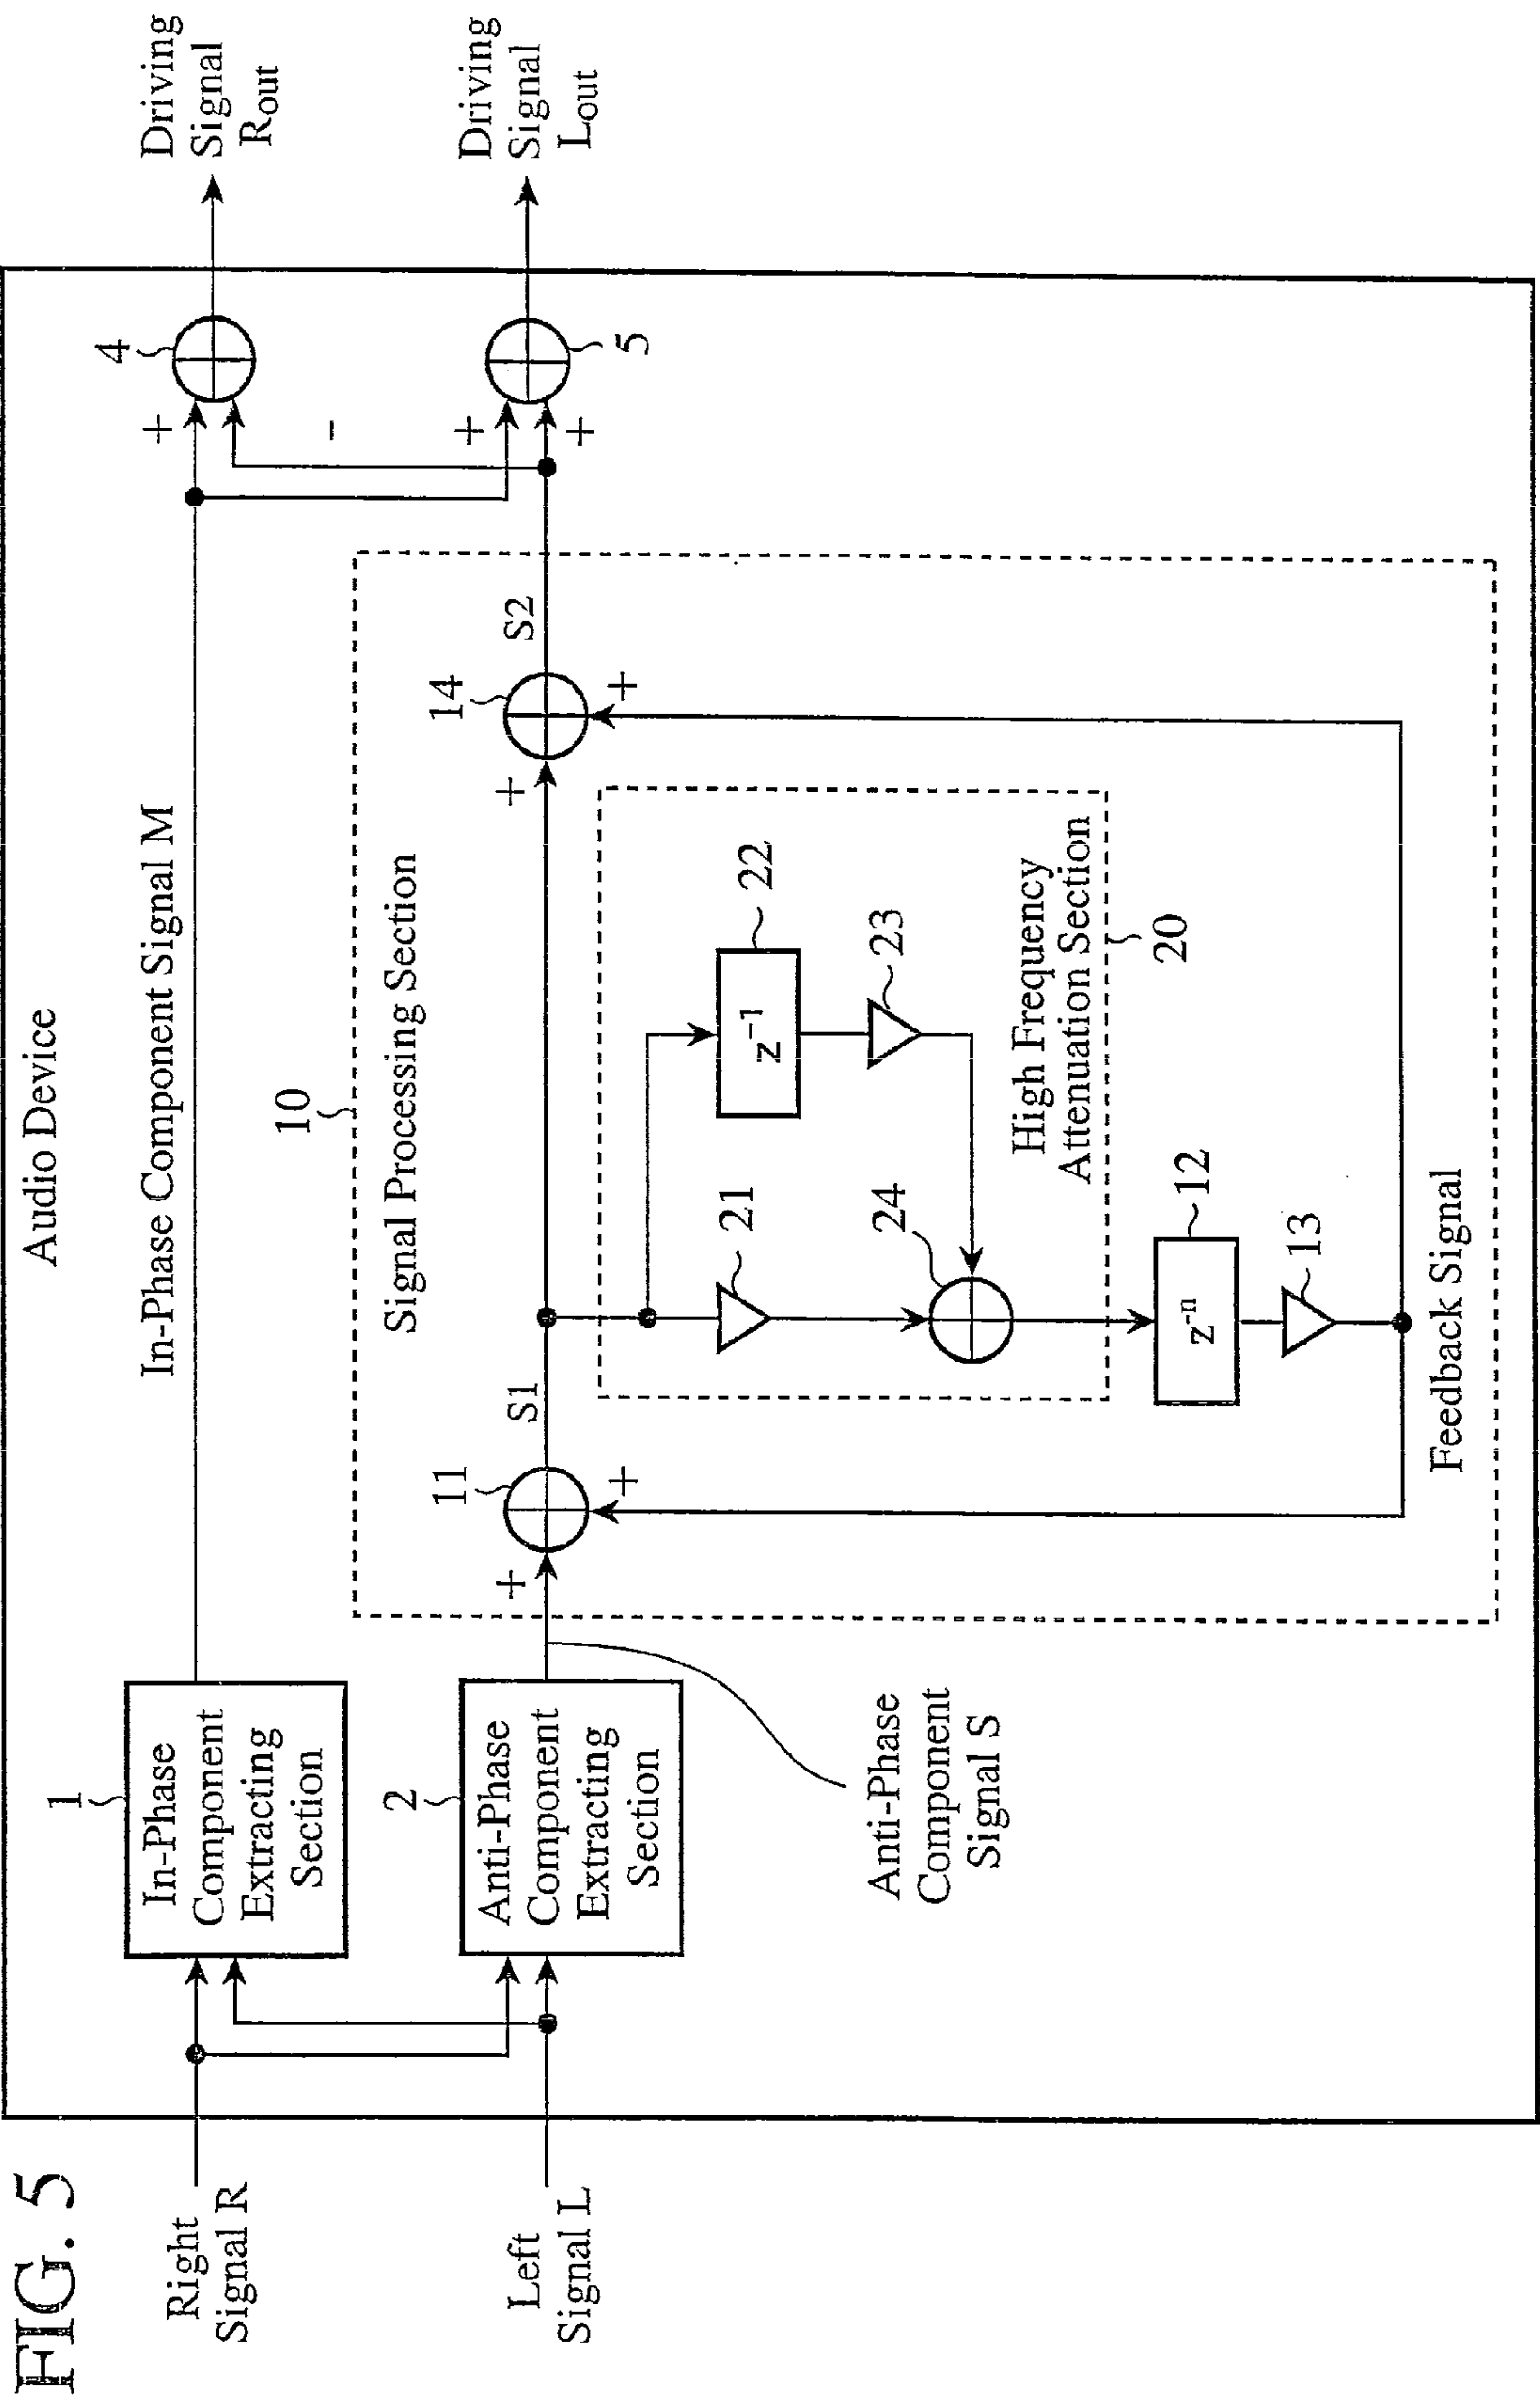 FIG. 5
Audio Device
Right
Signal R
Left
Signal L
1
In-Phase
Component
Extracting
Section
2
Anti-Phase
Component
Extracting
Section
In-Phase Component Signal M
Anti-Phase
Component
Signal S
10
Signal Processing Section
11
+
+
S1
21
22
z⁻¹
23
24
High Frequency
Attenuation Section
20
12
z⁻ⁿ
13
Feedback Signal
14
+
+
S2
4
+
-
5
+
+
Driving
Signal
Rout
Driving
Signal
Lout